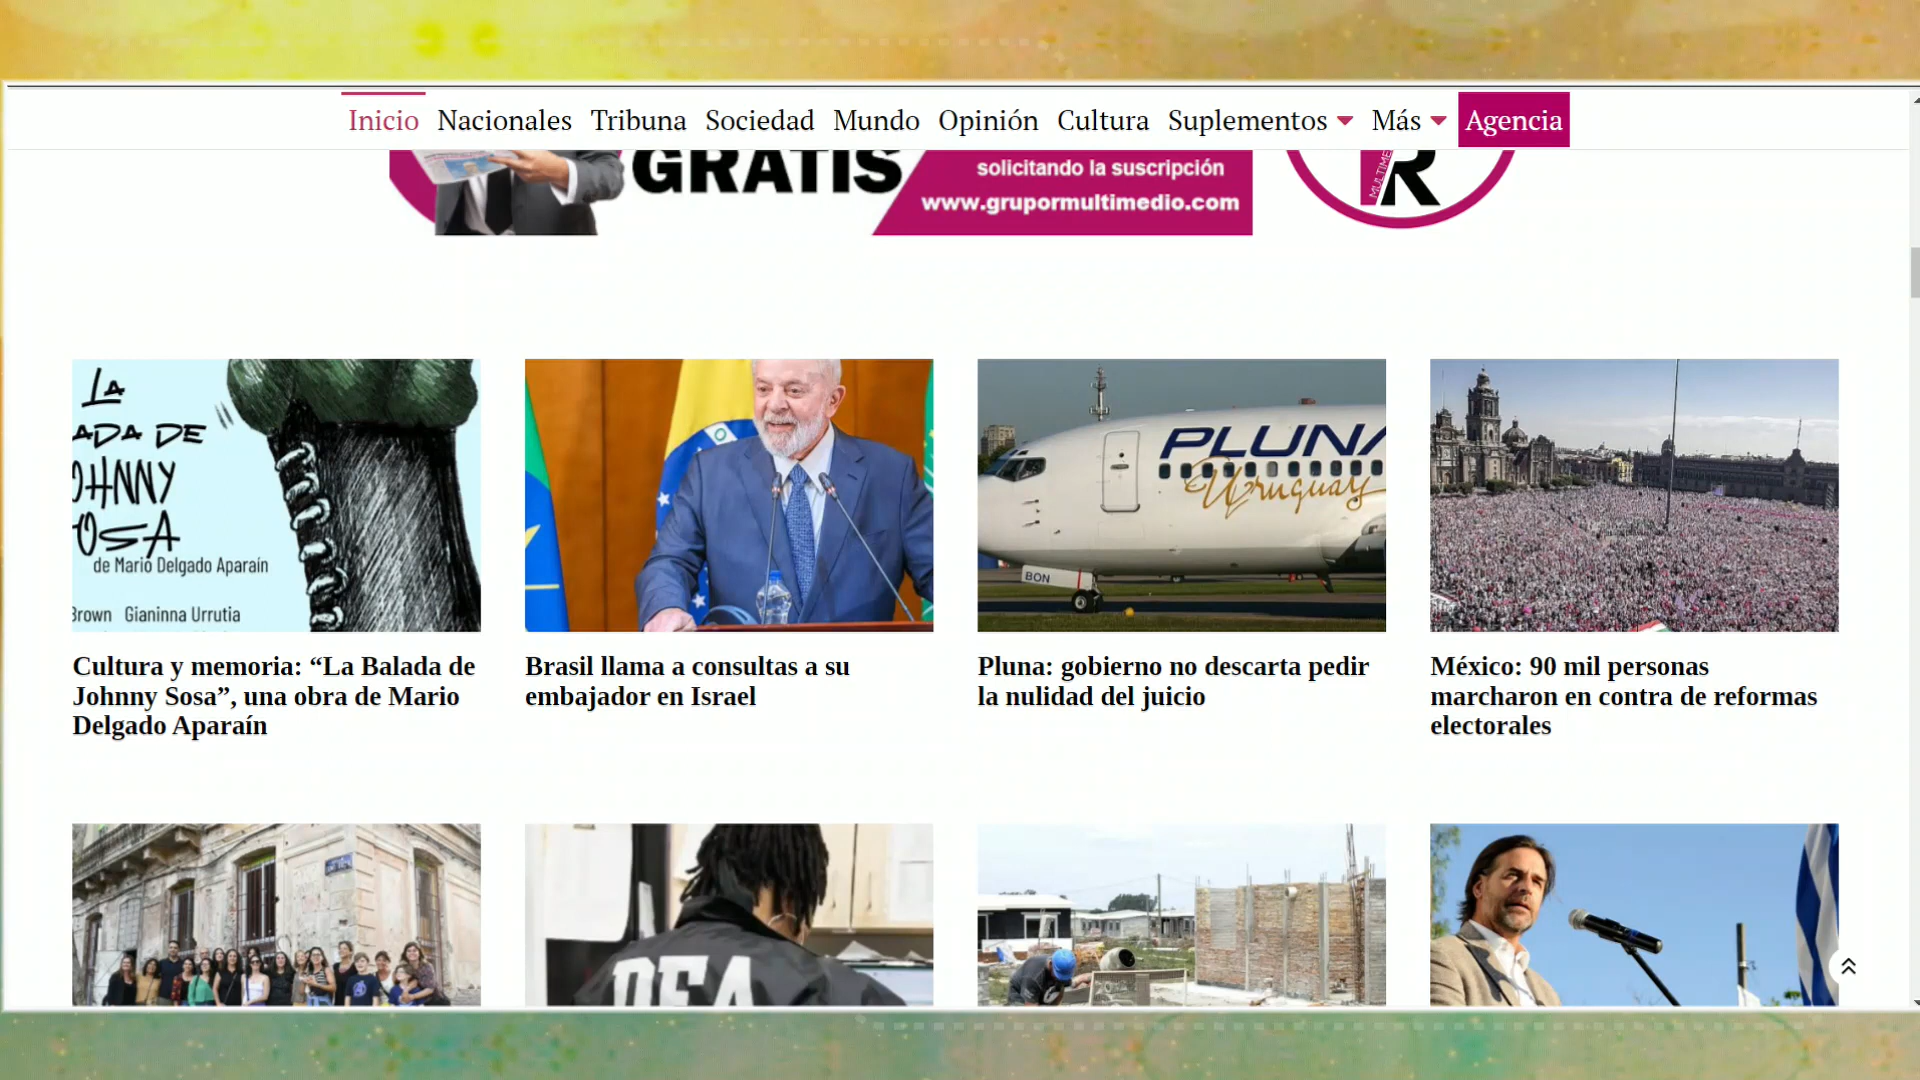 Inicio Nacionales Tribuna Sociedad Mundo Opinión Cultura Suplementos Más Agencia
GRATIS
solicitando la suscripción
www.grupormultimedio.com
R
LA
ADA DE
OHNNY
OSA
de Mario Delgado Aparaín
Brown Gianinna Urrutia
PLUNA
Uruguay
BON
Cultura y memoria: “La Balada de
Johnny Sosa”, una obra de Mario
Delgado Aparaín
Brasil llama a consultas a su
embajador en Israel
Pluna: gobierno no descarta pedir
la nulidad del juicio
México: 90 mil personas
marcharon en contra de reformas
electorales
DEA